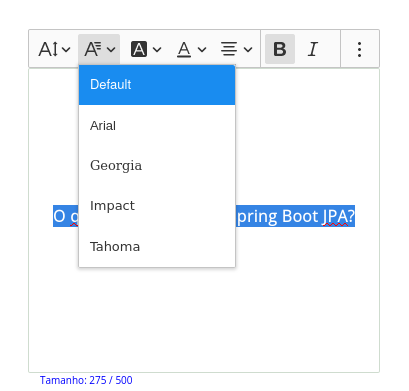 A A A A B I
Default
Arial
Georgia
Impact
Tahoma
O q pring Boot JPA?
Tamanho: 275 / 500